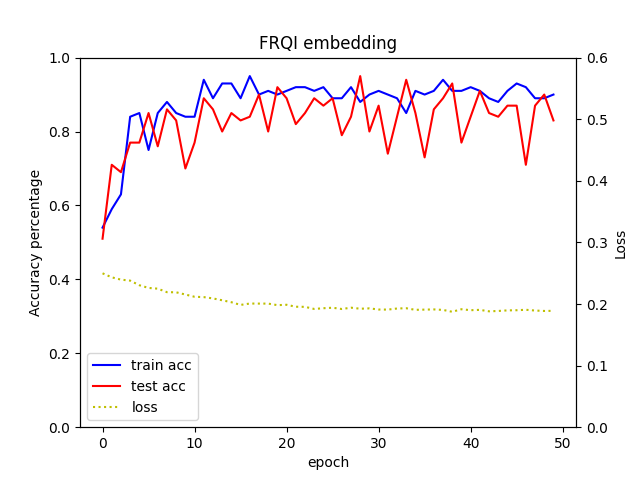 FRQI embedding
1.0
0.8
0.6
0.4
0.2
0.0
Accuracy percentage
0.6
0.5
0.4
0.3
0.2
0.1
0.0
Loss
train acc
test acc
loss
0 10 20 30 40 50
epoch